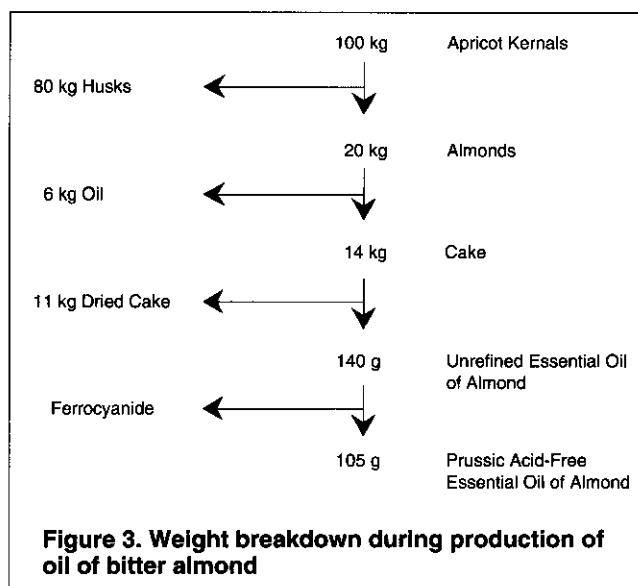 100 kg Apricot Kernals
80 kg Husks
20 kg Almonds
6 kg Oil
14 kg Cake
11 kg Dried Cake
140 g Unrefined Essential Oil
of Almond
Ferrocyanide
105 g Prussic Acid-Free
Essential Oil of Almond
Figure 3. Weight breakdown during production of
oil of bitter almond